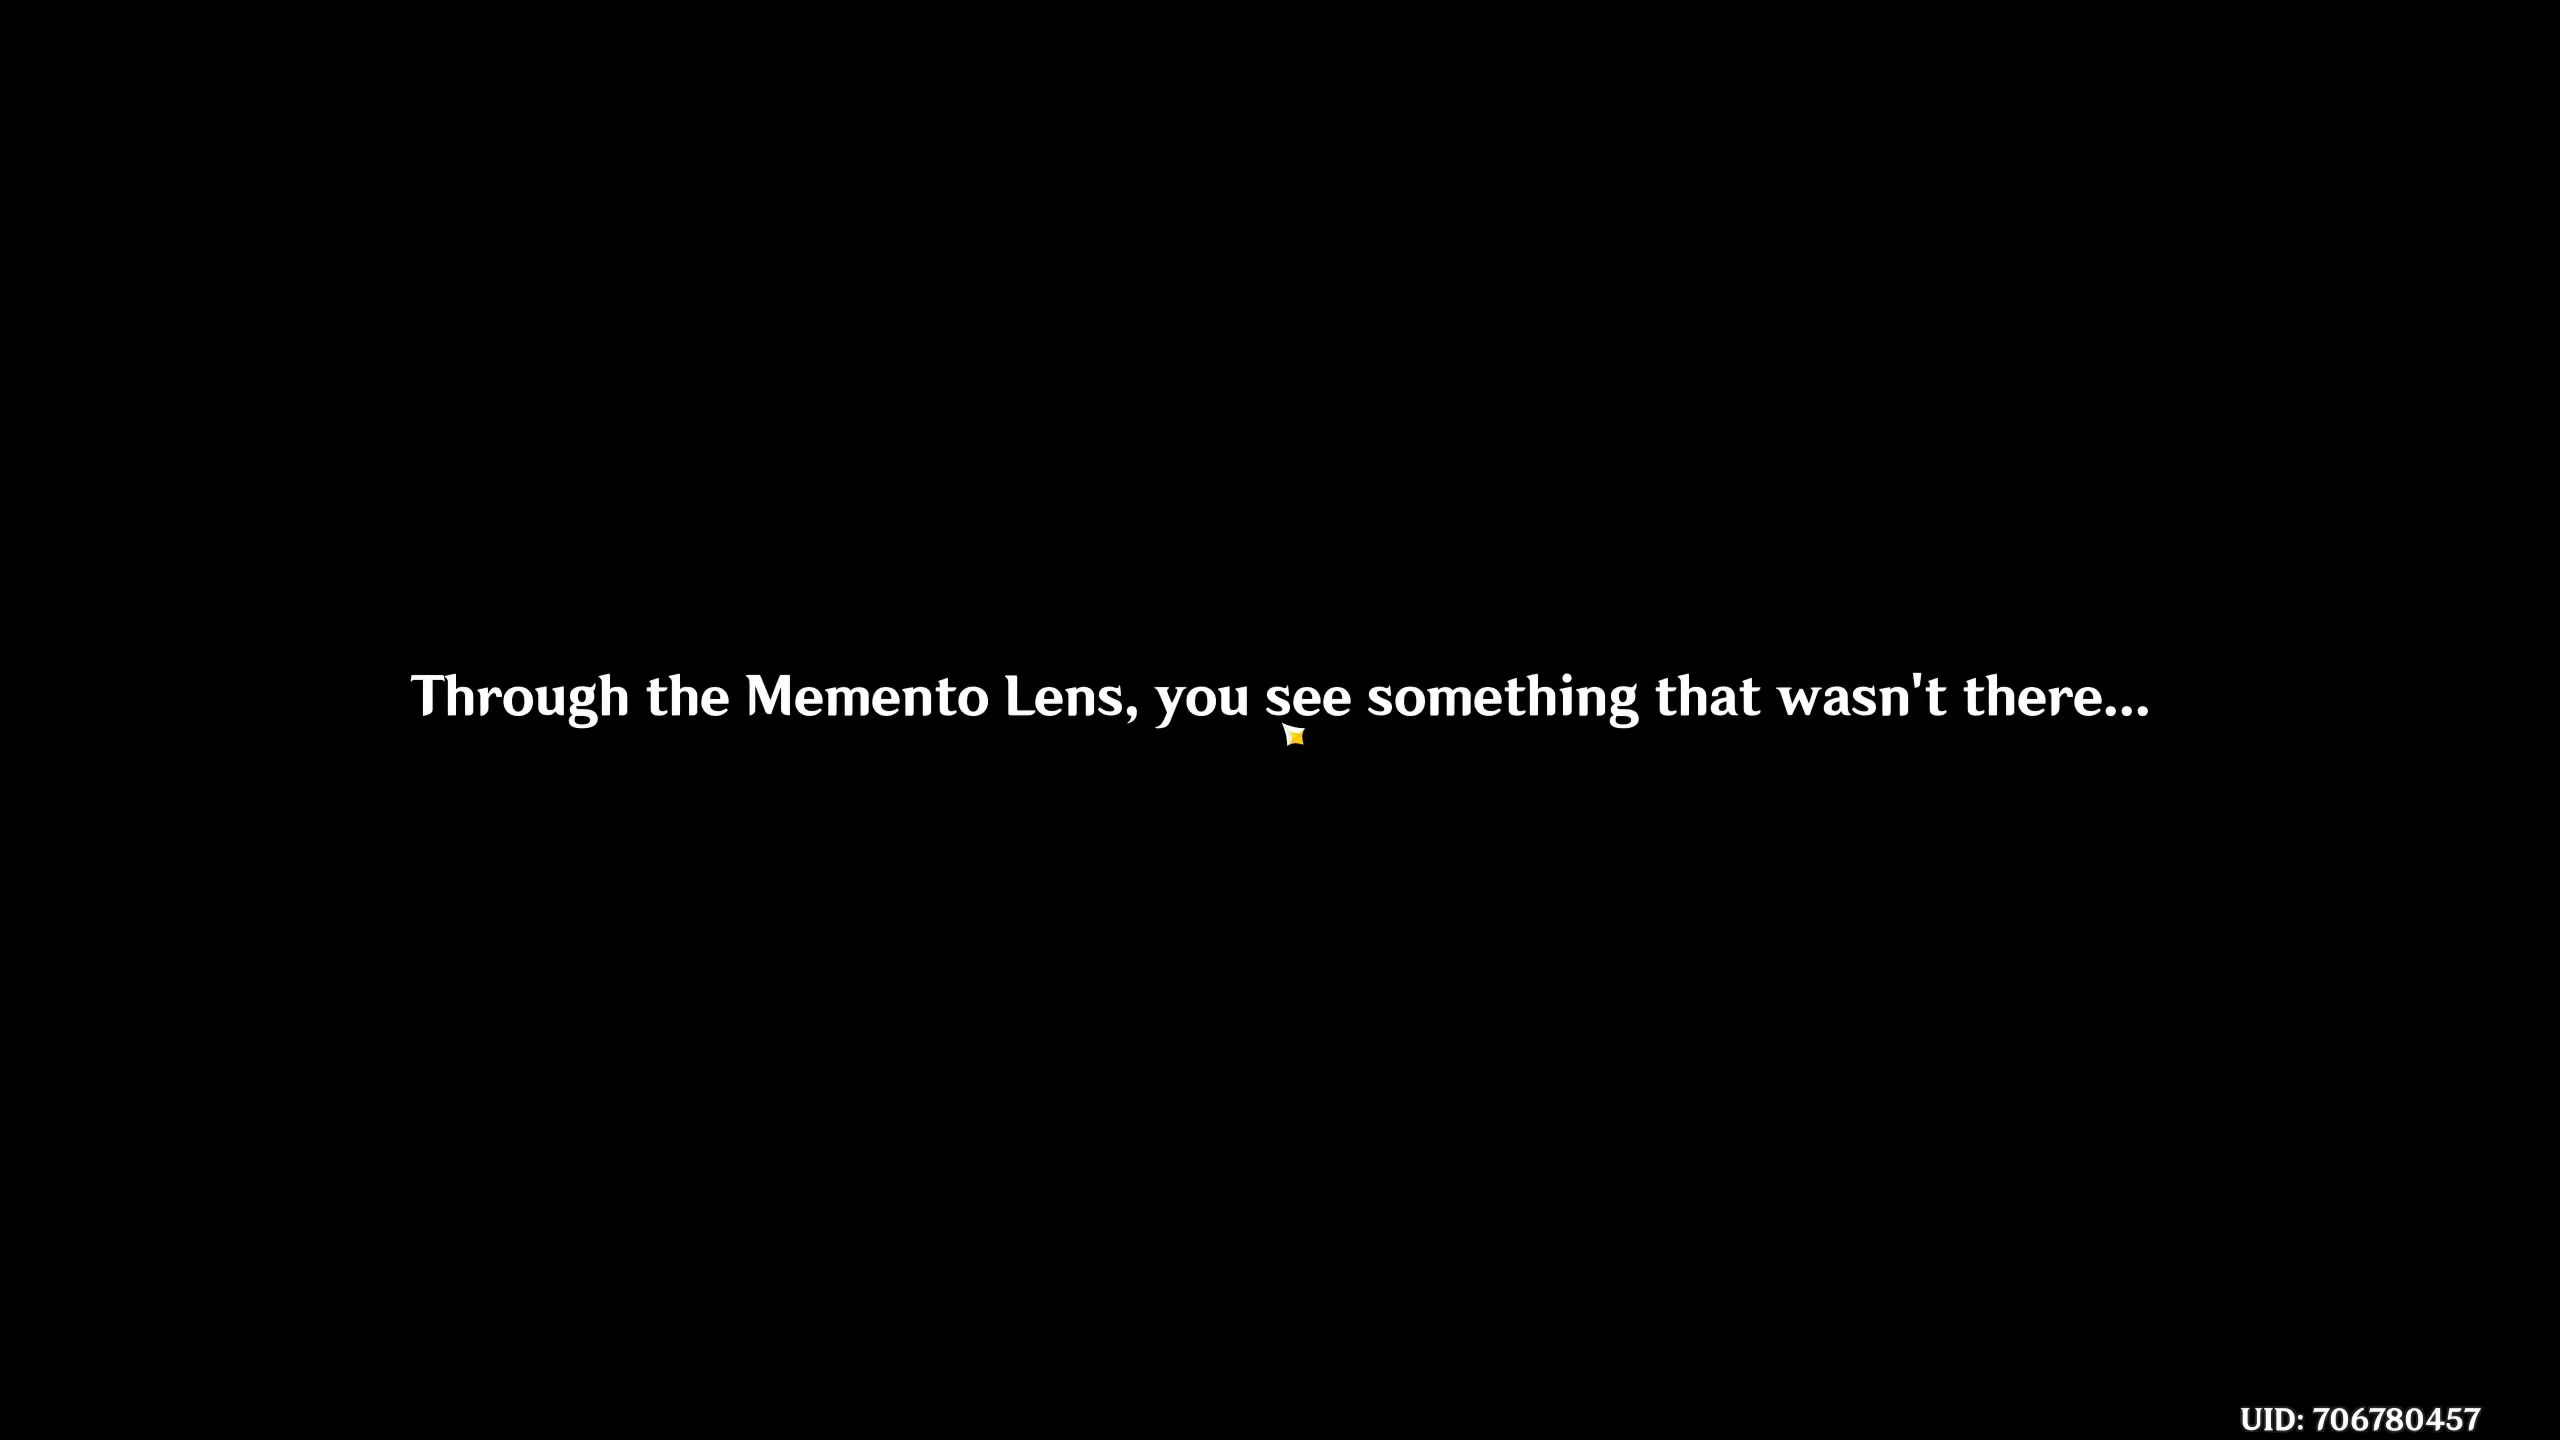 Through the Memento Lens, you see something that wasn't there...
UID: 706780457